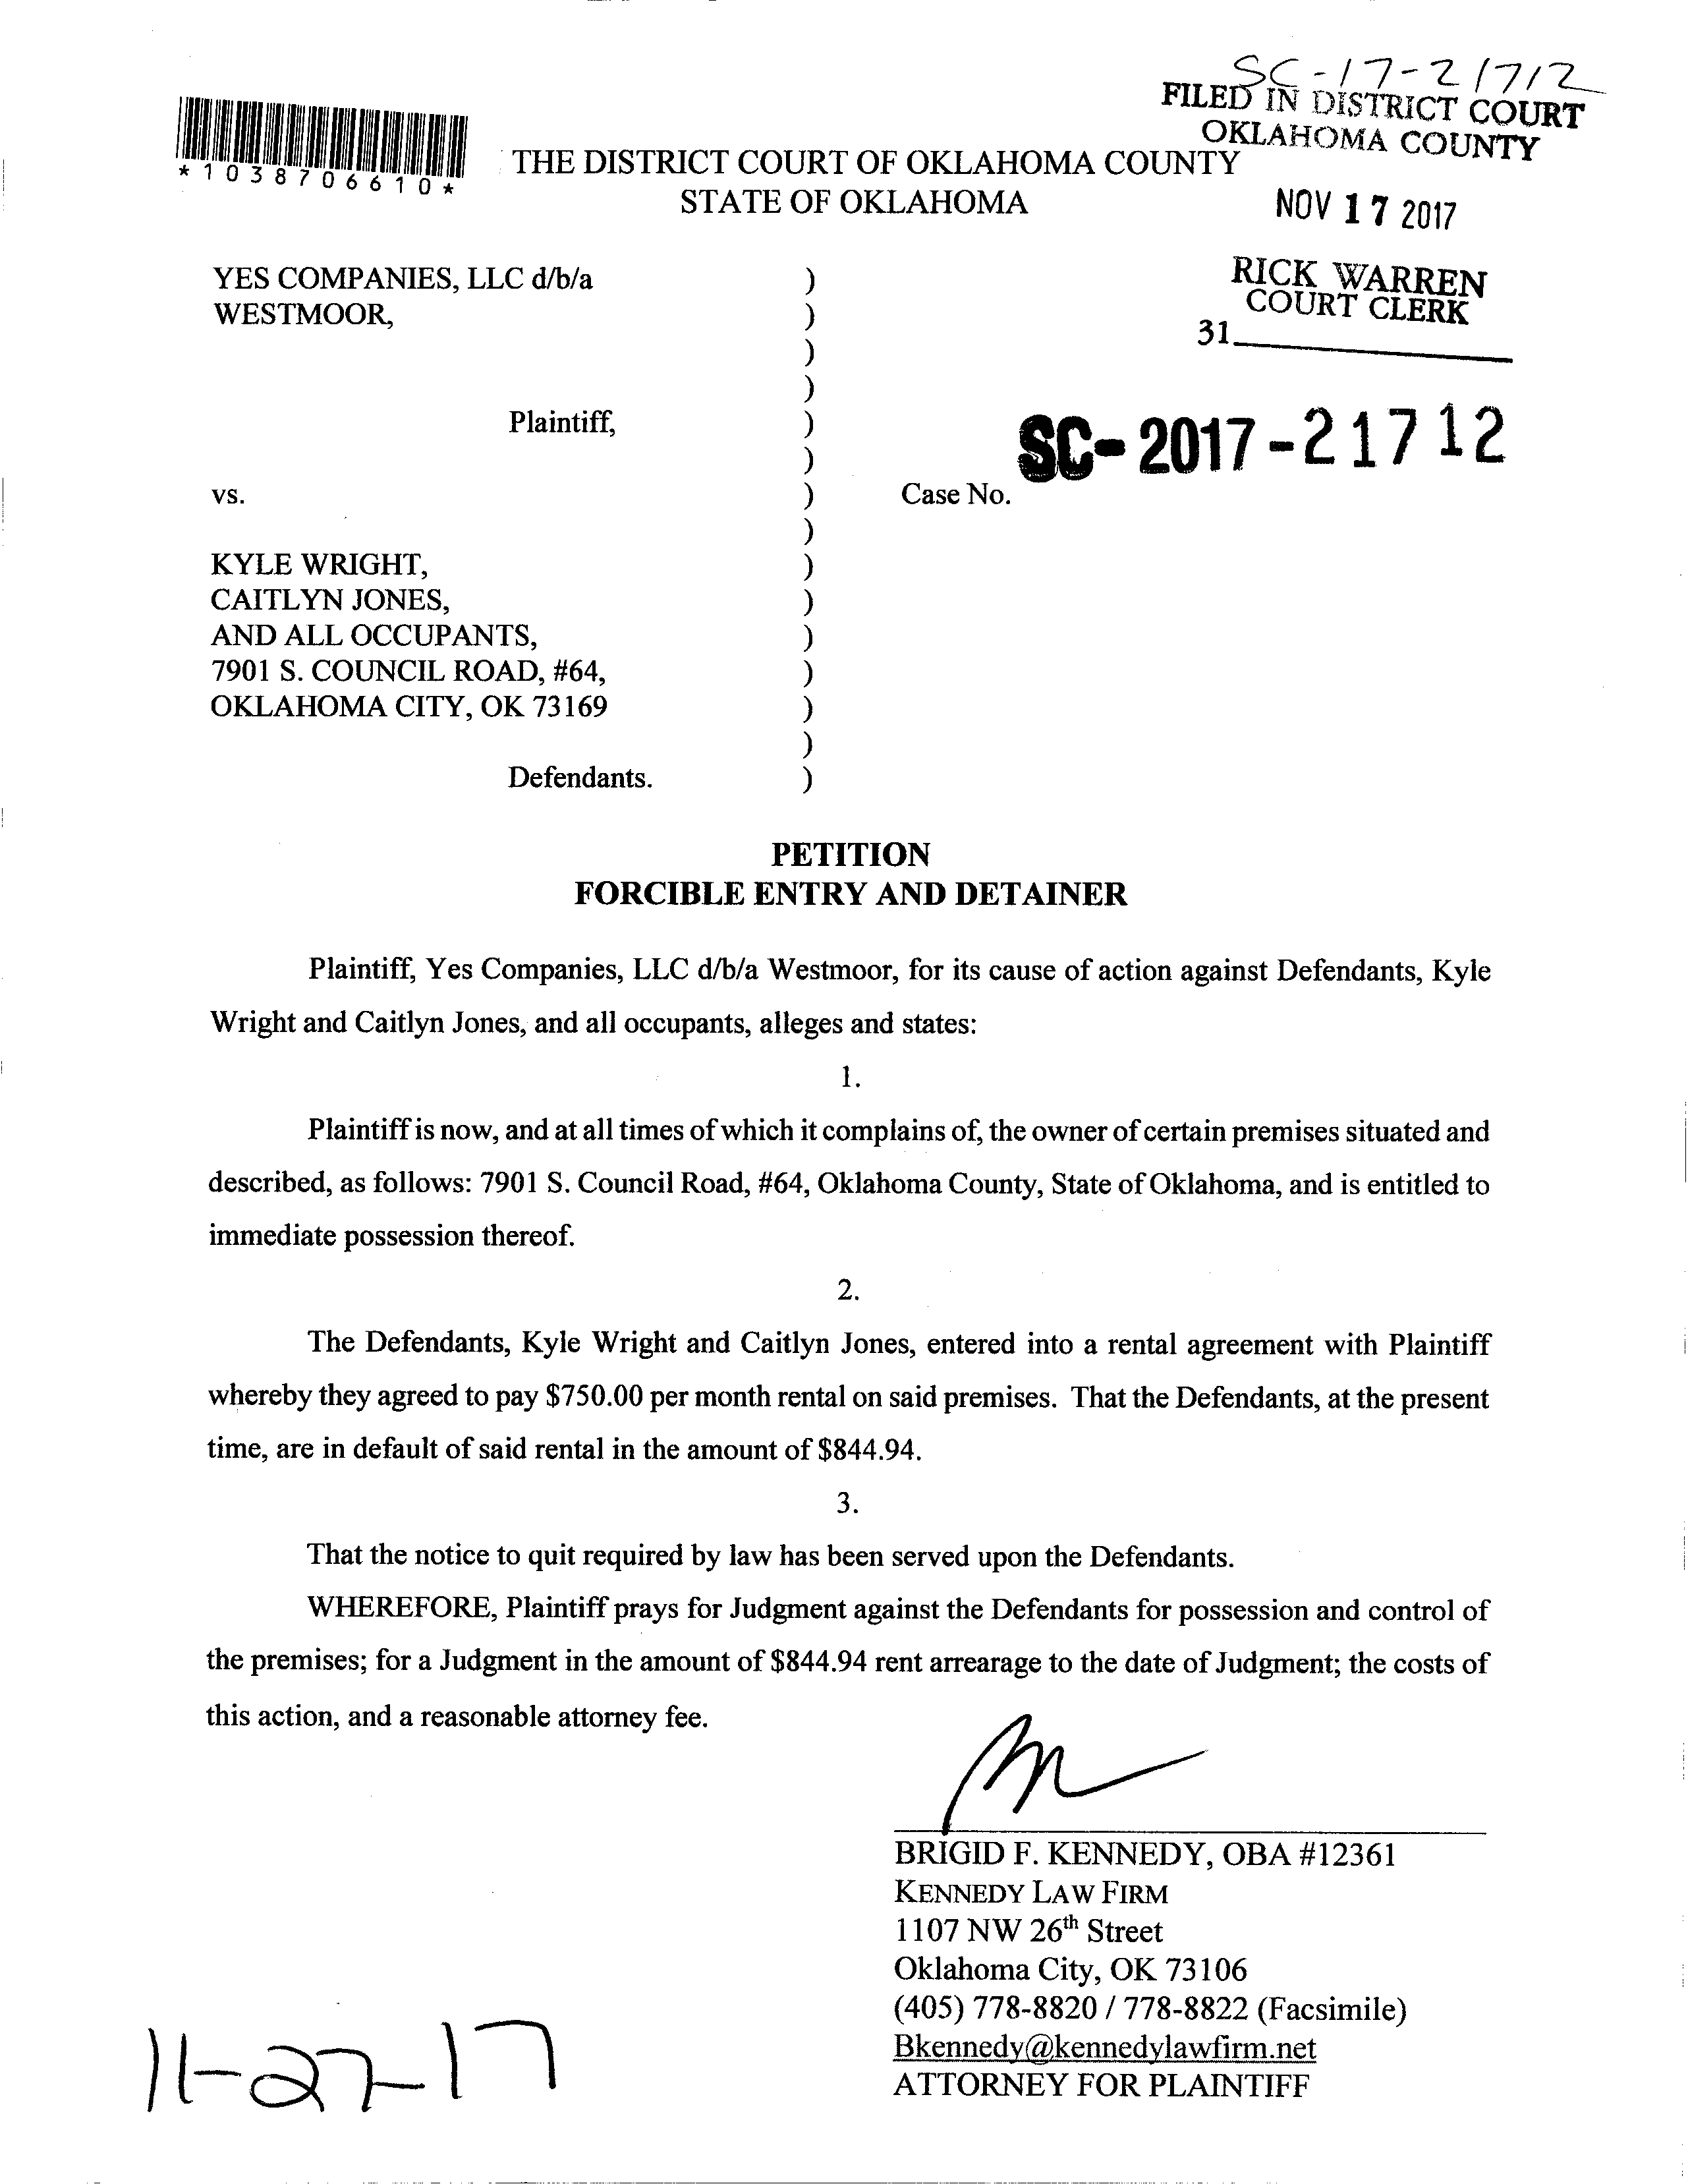 SC-17-21712
FILED IN DISTRICT COURT
OKLAHOMA COUNTY
*1038706610*
THE DISTRICT COURT OF OKLAHOMA COUNTY
STATE OF OKLAHOMA
NOV 17 2017
RICK WARREN
COURT CLERK
31
YES COMPANIES, LLC d/b/a )
WESTMOOR, )
)
)
Plaintiff, )
)
SC-2017-21712
vs. ) Case No.
)
KYLE WRIGHT, )
CAITLYN JONES, )
AND ALL OCCUPANTS, )
7901 S. COUNCIL ROAD, #64, )
OKLAHOMA CITY, OK 73169 )
)
Defendants. )
PETITION
FORCIBLE ENTRY AND DETAINER
Plaintiff, Yes Companies, LLC d/b/a Westmoor, for its cause of action against Defendants, Kyle
Wright and Caitlyn Jones, and all occupants, alleges and states:
1.
Plaintiff is now, and at all times of which it complains of, the owner of certain premises situated and
described, as follows: 7901 S. Council Road, #64, Oklahoma County, State of Oklahoma, and is entitled to
immediate possession thereof.
2.
The Defendants, Kyle Wright and Caitlyn Jones, entered into a rental agreement with Plaintiff
whereby they agreed to pay $750.00 per month rental on said premises. That the Defendants, at the present
time, are in default of said rental in the amount of $844.94.
3.
That the notice to quit required by law has been served upon the Defendants.
WHEREFORE, Plaintiff prays for Judgment against the Defendants for possession and control of
the premises; for a Judgment in the amount of $844.94 rent arrearage to the date of Judgment; the costs of
this action, and a reasonable attorney fee.
BRIGID F. KENNEDY, OBA #12361
KENNEDY LAW FIRM
1107 NW 26th Street
Oklahoma City, OK 73106
(405) 778-8820 / 778-8822 (Facsimile)
Bkennedy@kennedylawfirm.net
ATTORNEY FOR PLAINTIFF
11-27-17